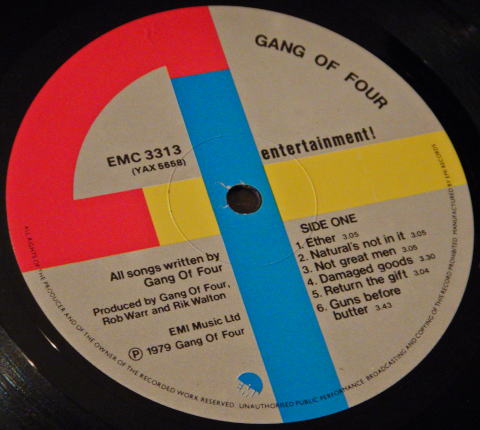 GANG OF FOUR
entertainment!
EMC 3313
(YAX 5658)
SIDE ONE
1. Ether 3.05
2. Natural's not in it 3.05
3. Not great men 3.05
4. Damaged goods 3.30
5. Return the gift 3.04
6. Guns before
butter 3.43
All songs written by
Gang Of Four
Produced by Gang Of Four,
Rob Warr and Rik Walton
EMI Music Ltd
℗ 1979 Gang Of Four
ALL RIGHTS OF THE PRODUCER AND OF THE OWNER OF THE RECORDED WORK RESERVED. UNAUTHORISED PUBLIC PERFORMANCE BROADCASTING AND COPYING OF THIS RECORD PROHIBITED MANUFACTURED BY EMI RECORDS